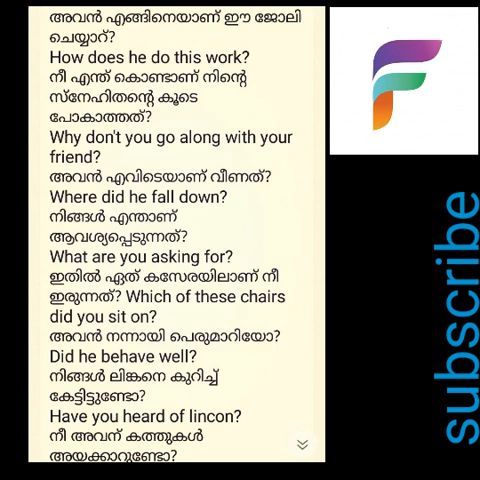 അവൻ എങ്ങിനെയാണ് ഈ ജോലി
ചെയ്യാറ്?
How does he do this work?
നീ എന്ത് കൊണ്ടാണ് നിന്റെ
സ്നേഹിതന്റെ കൂടെ
പോകാത്തത്?
Why don't you go along with your
friend?
അവൻ എവിടെയാണ് വീണത്?
Where did he fall down?
നിങ്ങൾ എന്താണ്
ആവശ്യപ്പെടുന്നത്?
What are you asking for?
ഇതിൽ ഏത് കസേരയിലാണ് നീ
ഇരുന്നത്? Which of these chairs
did you sit on?
അവൻ നന്നായി പെരുമാറിയോ?
Did he behave well?
നിങ്ങൾ ലിങ്കനെ കുറിച്ച്
കേട്ടിട്ടുണ്ടോ?
Have you heard of lincon?
നീ അവന് കത്തുകൾ
അയക്കാറുണ്ടോ?
subscribe